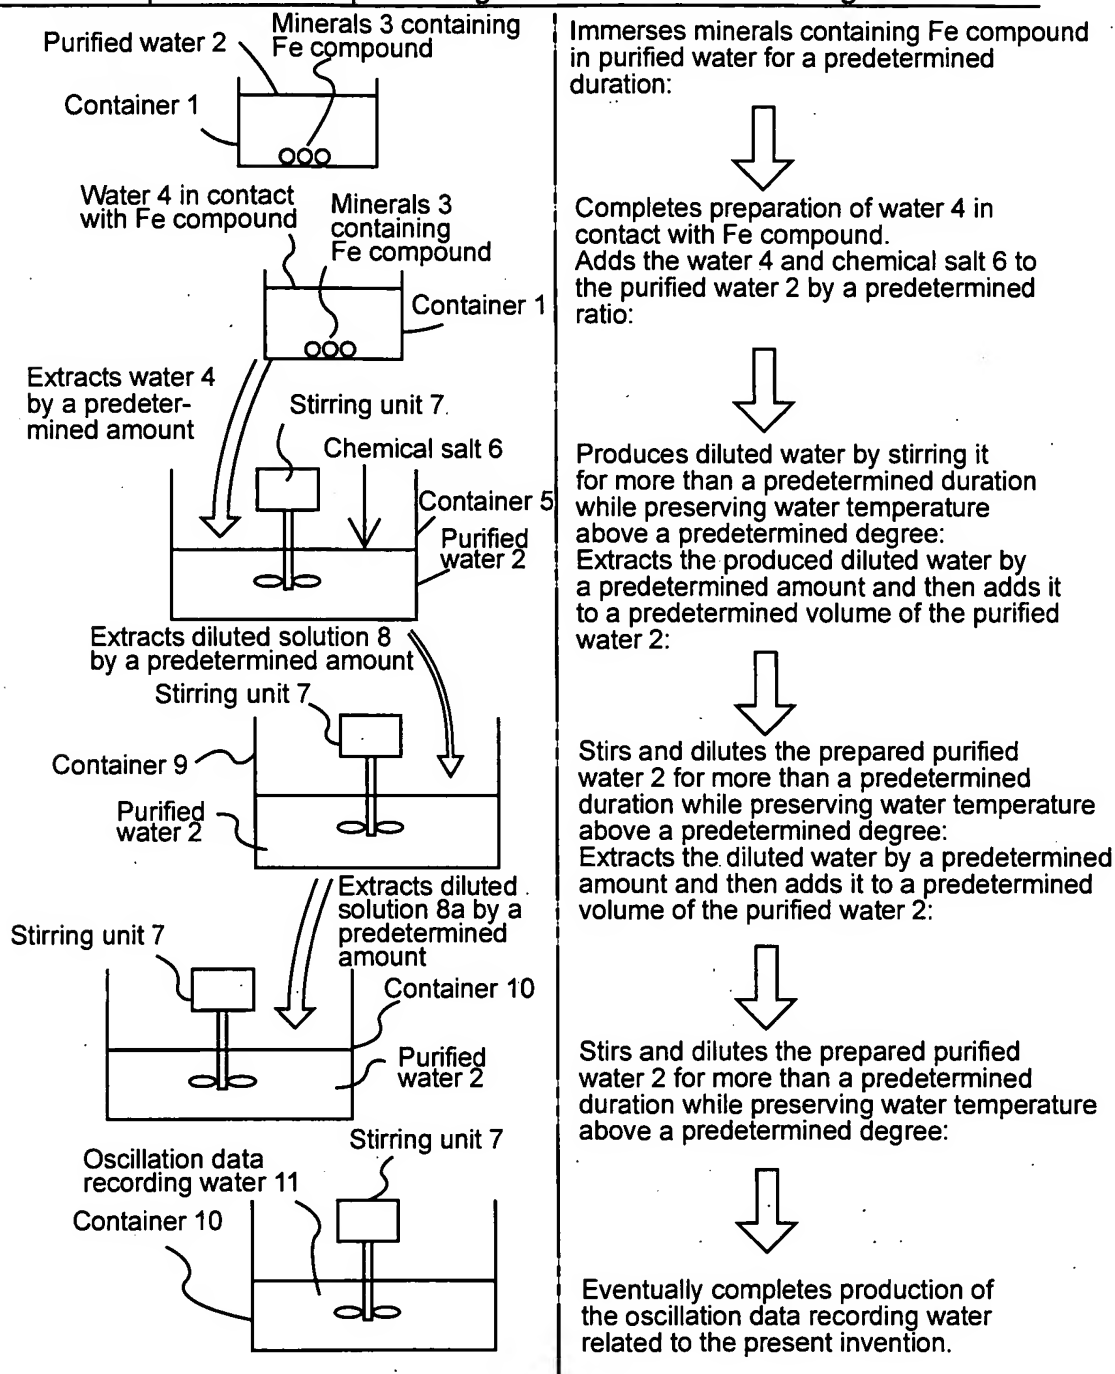 Purified water 2
Minerals 3 containing
Fe compound
Container 1
Water 4 in contact
with Fe compound
Minerals 3
containing
Fe compound
Container 1
Extracts water 4
by a predeter-
mined amount
Stirring unit 7
Chemical salt 6
Container 5
Purified
water 2
Extracts diluted solution 8
by a predetermined amount
Stirring unit 7
Container 9
Purified
water 2
Extracts diluted
solution 8a by a
predetermined
amount
Stirring unit 7
Container 10
Purified
water 2
Stirring unit 7
Oscillation data
recording water 11
Container 10
Immerses minerals containing Fe compound
in purified water for a predetermined
duration:
Completes preparation of water 4 in
contact with Fe compound.
Adds the water 4 and chemical salt 6 to
the purified water 2 by a predetermined
ratio:
Produces diluted water by stirring it
for more than a predetermined duration
while preserving water temperature
above a predetermined degree:
Extracts the produced diluted water by
a predetermined amount and then adds it
to a predetermined volume of the purified
water 2:
Stirs and dilutes the prepared purified
water 2 for more than a predetermined
duration while preserving water temperature
above a predetermined degree:
Extracts the diluted water by a predetermined
amount and then adds it to a predetermined
volume of the purified water 2:
Stirs and dilutes the prepared purified
water 2 for more than a predetermined
duration while preserving water temperature
above a predetermined degree:
Eventually completes production of
the oscillation data recording water
related to the present invention.